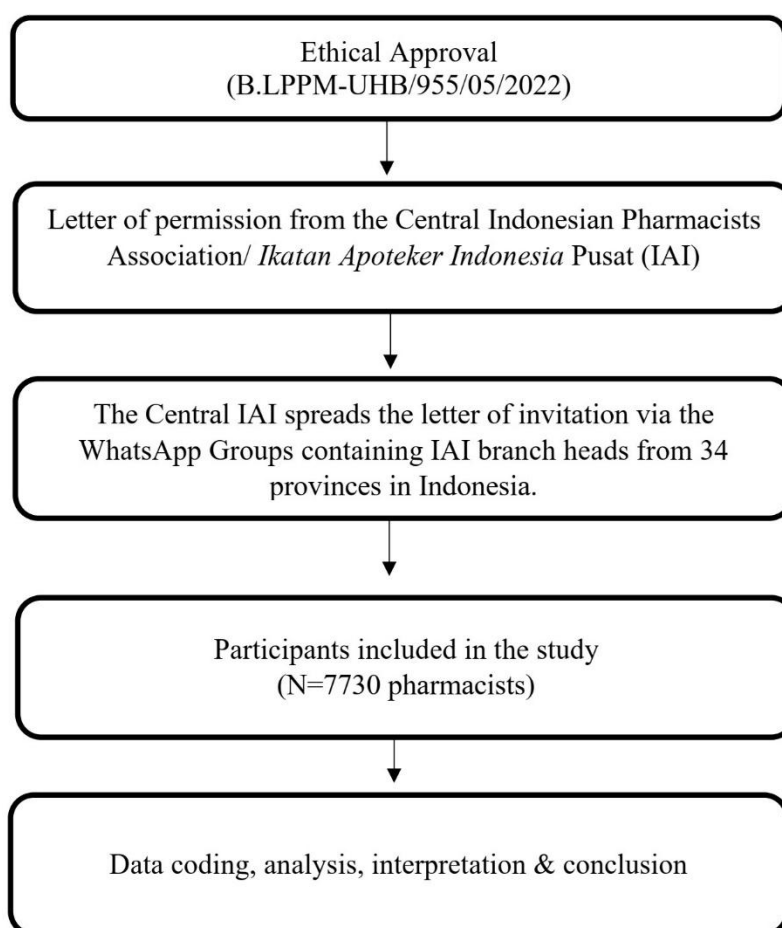 Ethical Approval
(B.LPPM-UHB/955/05/2022)
Letter of permission from the Central Indonesian Pharmacists
Association/ Ikatan Apoteker Indonesia Pusat (IAI)
The Central IAI spreads the letter of invitation via the
WhatsApp Groups containing IAI branch heads from 34
provinces in Indonesia.
Participants included in the study
(N=7730 pharmacists)
Data coding, analysis, interpretation & conclusion